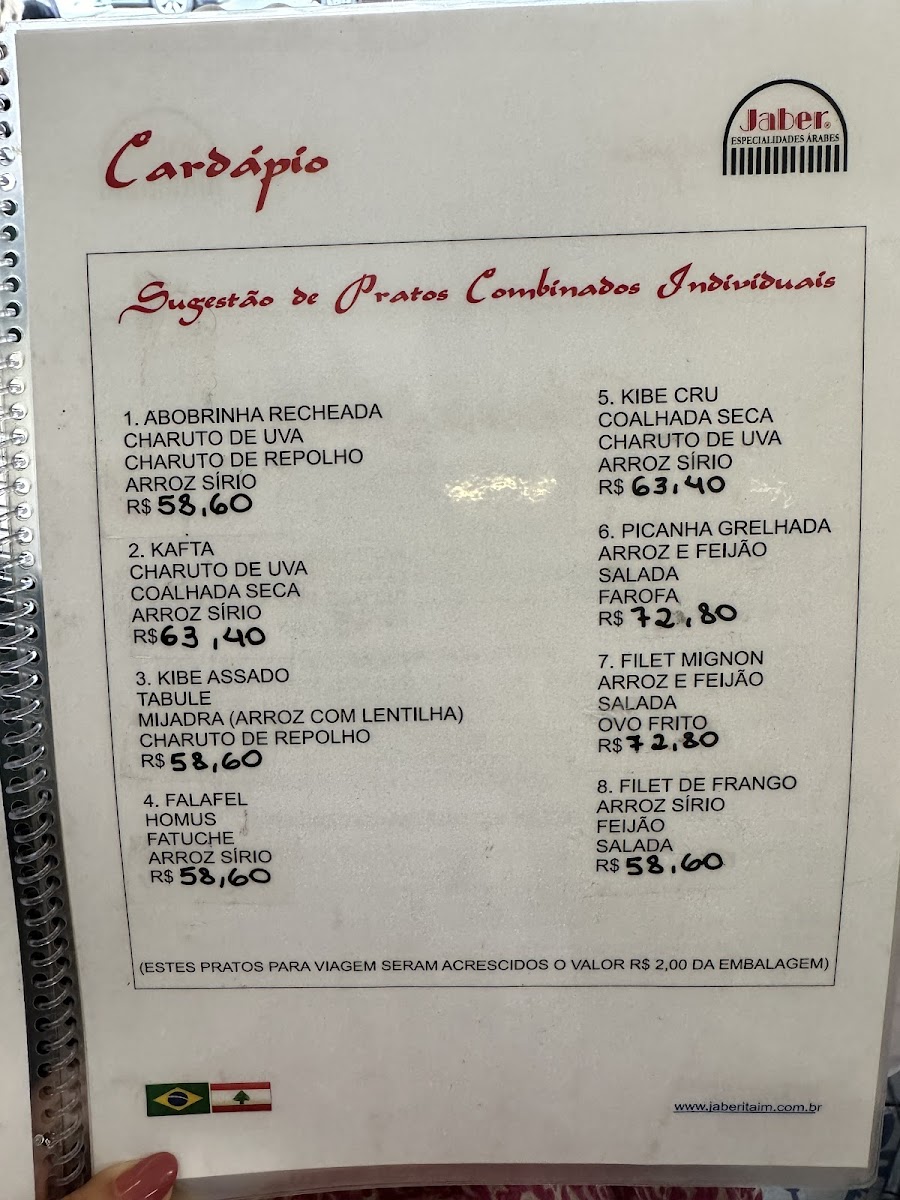 Cardápio
Jaber®
ESPECIALIDADES ÁRABES
Sugestão de Pratos Combinados Individuais
1. ABOBRINHA RECHEADA
CHARUTO DE UVA
CHARUTO DE REPOLHO
ARROZ SÍRIO
R$ 58,60
2. KAFTA
CHARUTO DE UVA
COALHADA SECA
ARROZ SÍRIO
R$ 63,40
3. KIBE ASSADO
TABULE
MIJADRA (ARROZ COM LENTILHA)
CHARUTO DE REPOLHO
R$ 58,60
4. FALAFEL
HOMUS
FATUCHE
ARROZ SÍRIO
R$ 58,60
5. KIBE CRU
COALHADA SECA
CHARUTO DE UVA
ARROZ SÍRIO
R$ 63,40
6. PICANHA GRELHADA
ARROZ E FEIJÃO
SALADA
FAROFA
R$ 72,80
7. FILET MIGNON
ARROZ E FEIJÃO
SALADA
OVO FRITO
R$ 72,80
8. FILET DE FRANGO
ARROZ SÍRIO
FEIJÃO
SALADA
R$ 58,60
(ESTES PRATOS PARA VIAGEM SERAM ACRESCIDOS O VALOR R$ 2,00 DA EMBALAGEM)
www.jaberitaim.com.br